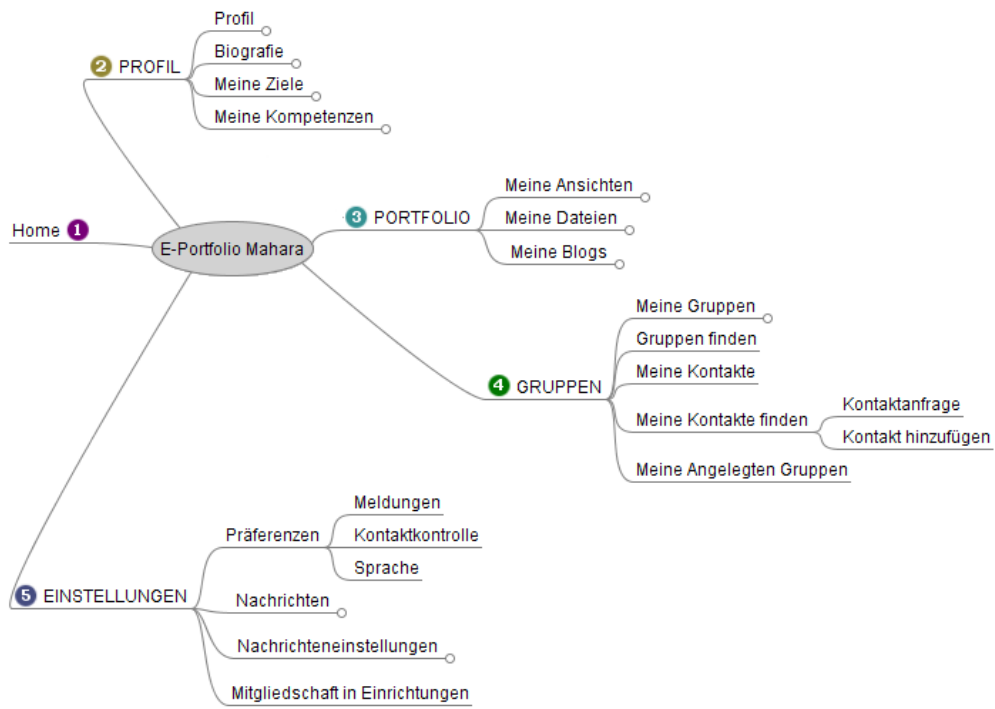 E-Portfolio Mahara
Home 1
2 PROFIL
Profil
Biografie
Meine Ziele
Meine Kompetenzen
3 PORTFOLIO
Meine Ansichten
Meine Dateien
Meine Blogs
4 GRUPPEN
Meine Gruppen
Gruppen finden
Meine Kontakte
Meine Kontakte finden
Kontaktanfrage
Kontakt hinzufügen
Meine Angelegten Gruppen
5 EINSTELLUNGEN
Präferenzen
Meldungen
Kontaktkontrolle
Sprache
Nachrichten
Nachrichteneinstellungen
Mitgliedschaft in Einrichtungen